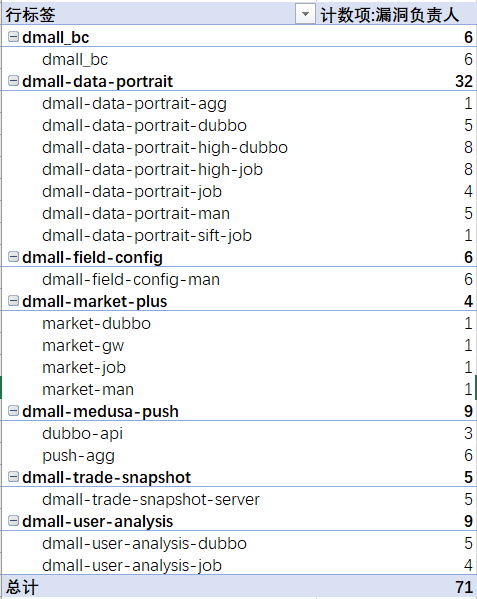 行标签 计数项:漏洞负责人
dmall_bc 6
dmall_bc 6
dmall-data-portrait 32
dmall-data-portrait-agg 1
dmall-data-portrait-dubbo 5
dmall-data-portrait-high-dubbo 8
dmall-data-portrait-high-job 8
dmall-data-portrait-job 4
dmall-data-portrait-man 5
dmall-data-portrait-sift-job 1
dmall-field-config 6
dmall-field-config-man 6
dmall-market-plus 4
market-dubbo 1
market-gw 1
market-job 1
market-man 1
dmall-medusa-push 9
dubbo-api 3
push-agg 6
dmall-trade-snapshot 5
dmall-trade-snapshot-server 5
dmall-user-analysis 9
dmall-user-analysis-dubbo 5
dmall-user-analysis-job 4
总计 71